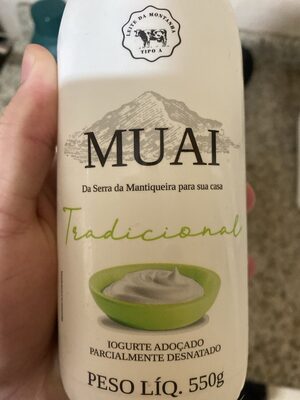 LEITE DA MONTANHA
TIPO A
MUAI
Da Serra da Mantiqueira para sua casa
Tradicional
IOGURTE ADOÇADO
PARCIALMENTE DESNATADO
PESO LÍQ. 550g